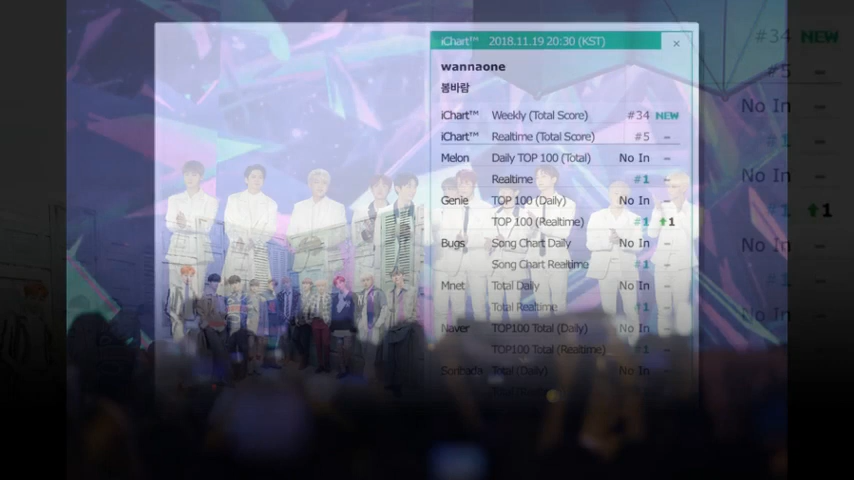 iChart™ 2018.11.19 20:30 (KST) ×
wannaone
봄바람
iChart™ Weekly (Total Score) #34 NEW
iChart™ Realtime (Total Score) #5 -
Melon Daily TOP 100 (Total) No In -
Realtime #1 -
Genie TOP 100 (Daily) No In -
TOP 100 (Realtime) #1 ↑1
Bugs Song Chart Daily No In -
Song Chart Realtime #1 -
Mnet Total Daily No In -
Total Realtime #1 -
Naver TOP100 Total (Daily) No In -
TOP100 Total (Realtime) #1 -
Soribada Total (Daily) No In -
#34 NEW
#5 -
No In -
#1 -
No In -
#1 ↑1
No In -
#1 -
No In -